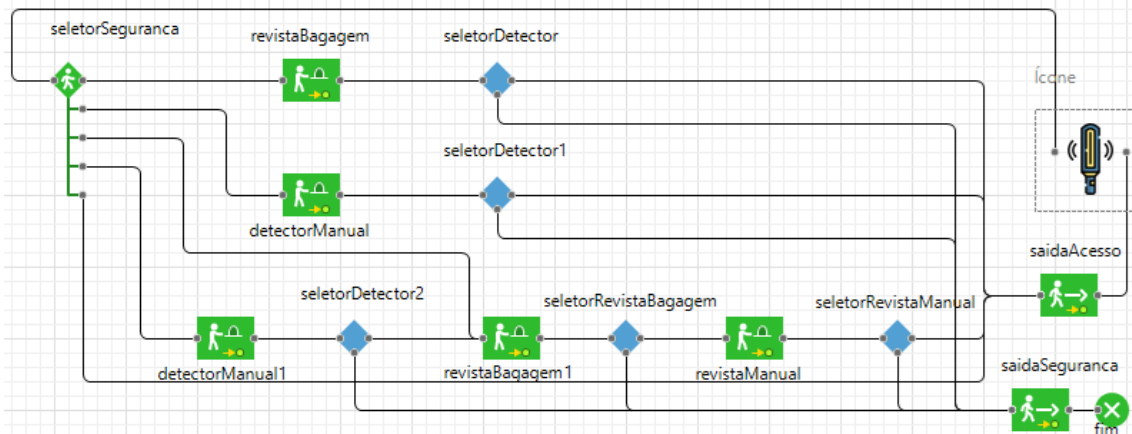 seletorSeguranca
revistaBagagem
seletorDetector
Ícone
seletorDetector1
detectorManual
saidaAcesso
seletorDetector2
seletorRevistaBagagem
seletorRevistaManual
detectorManual1
revistaBagagem1
revistaManual
saidaSeguranca
fim